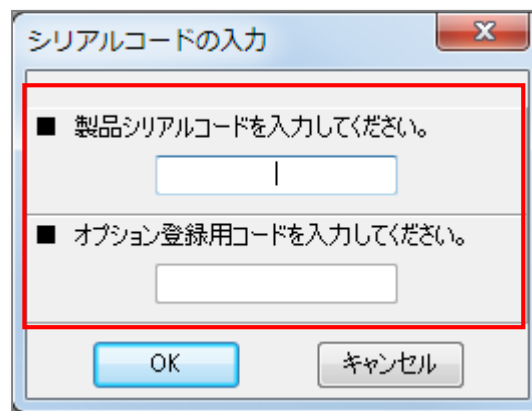 シリアルコードの入力
■ 製品シリアルコードを入力してください。
■ オプション登録用コードを入力してください。
OK
キャンセル